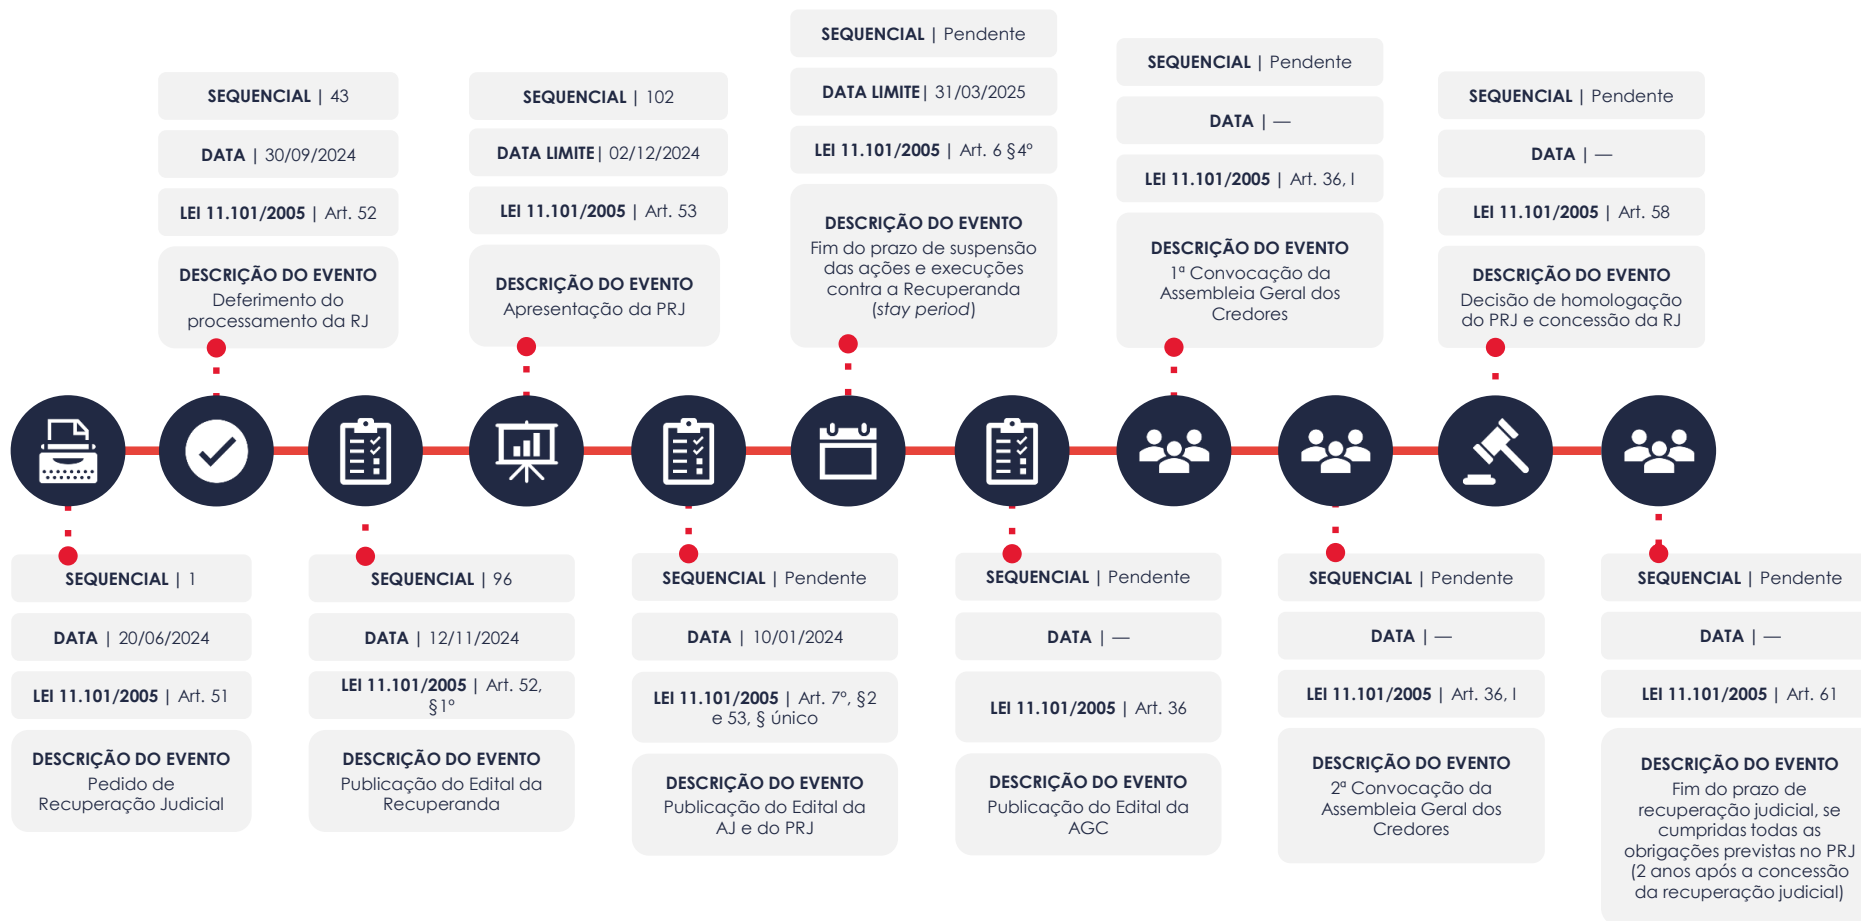 SEQUENCIAL | 43
DATA | 30/09/2024
LEI 11.101/2005 | Art. 52
DESCRIÇÃO DO EVENTO
Deferimento do
processamento da RJ
SEQUENCIAL | 102
DATA LIMITE| 02/12/2024
LEI 11.101/2005 | Art. 53
DESCRIÇÃO DO EVENTO
Apresentação da PRJ
SEQUENCIAL | Pendente
DATA LIMITE| 31/03/2025
LEI 11.101/2005 | Art. 6 §4º
DESCRIÇÃO DO EVENTO
Fim do prazo de suspensão
das ações e execuções
contra a Recuperanda
(stay period)
SEQUENCIAL | Pendente
DATA | —
LEI 11.101/2005 | Art. 36, I
DESCRIÇÃO DO EVENTO
1ª Convocação da
Assembleia Geral dos
Credores
SEQUENCIAL | Pendente
DATA | —
LEI 11.101/2005 | Art. 58
DESCRIÇÃO DO EVENTO
Decisão de homologação
do PRJ e concessão da RJ
SEQUENCIAL | 1
DATA | 20/06/2024
LEI 11.101/2005 | Art. 51
DESCRIÇÃO DO EVENTO
Pedido de
Recuperação Judicial
SEQUENCIAL | 96
DATA | 12/11/2024
LEI 11.101/2005 | Art. 52,
§1º
DESCRIÇÃO DO EVENTO
Publicação do Edital da
Recuperanda
SEQUENCIAL | Pendente
DATA | 10/01/2024
LEI 11.101/2005 | Art. 7º, §2
e 53, § único
DESCRIÇÃO DO EVENTO
Publicação do Edital da
AJ e do PRJ
SEQUENCIAL | Pendente
DATA | —
LEI 11.101/2005 | Art. 36
DESCRIÇÃO DO EVENTO
Publicação do Edital da
AGC
SEQUENCIAL | Pendente
DATA | —
LEI 11.101/2005 | Art. 36, I
DESCRIÇÃO DO EVENTO
2ª Convocação da
Assembleia Geral dos
Credores
SEQUENCIAL | Pendente
DATA | —
LEI 11.101/2005 | Art. 61
DESCRIÇÃO DO EVENTO
Fim do prazo de
recuperação judicial, se
cumpridas todas as
obrigações previstas no PRJ
(2 anos após a concessão
da recuperação judicial)